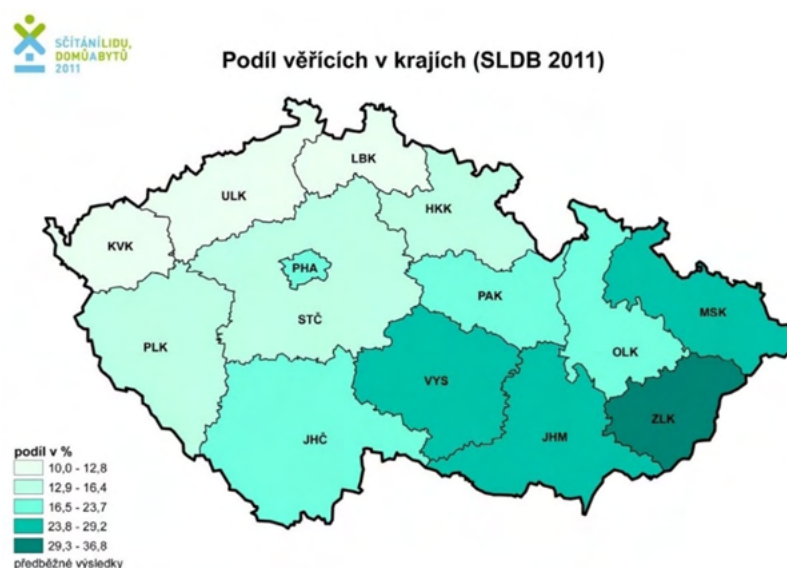 SČÍTÁNÍLIDU,
DOMŮABYTŮ
2011
Podíl věřících v krajích (SLDB 2011)
LBK
ULK
HKK
KVK
PHA
PAK
STČ
MSK
PLK
OLK
VYS
ZLK
JHČ
JHM
podíl v %
10,0 - 12,8
12,9 - 16,4
16,5 - 23,7
23,8 - 29,2
29,3 - 36,8
předběžné výsledky